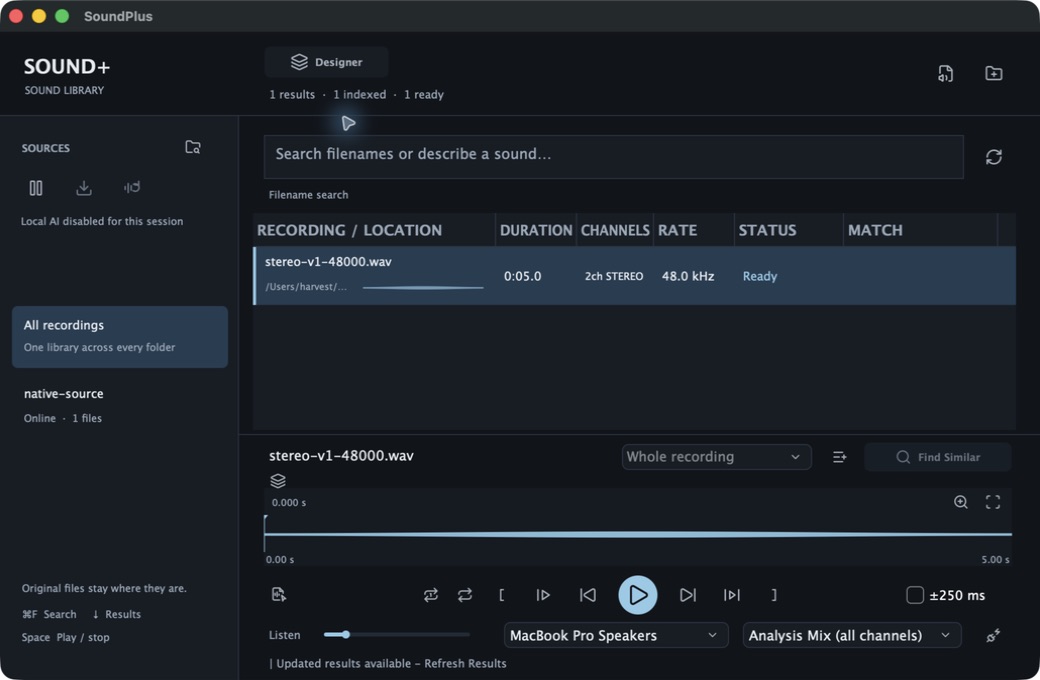 SoundPlus
SOUND+
SOUND LIBRARY
Designer
1 results · 1 indexed · 1 ready
SOURCES
Local AI disabled for this session
All recordings
One library across every folder
native-source
Online · 1 files
Original files stay where they are.
⌘F Search ↓ Results
Space Play / stop
Search filenames or describe a sound...
Filename search
RECORDING / LOCATION DURATION CHANNELS RATE STATUS MATCH
stereo-v1-48000.wav
/Users/harvest/... 0:05.0 2ch STEREO 48.0 kHz Ready
stereo-v1-48000.wav Whole recording Find Similar
0.000 s
0.00 s 5.00 s
[ ] ±250 ms
Listen MacBook Pro Speakers Analysis Mix (all channels)
| Updated results available – Refresh Results